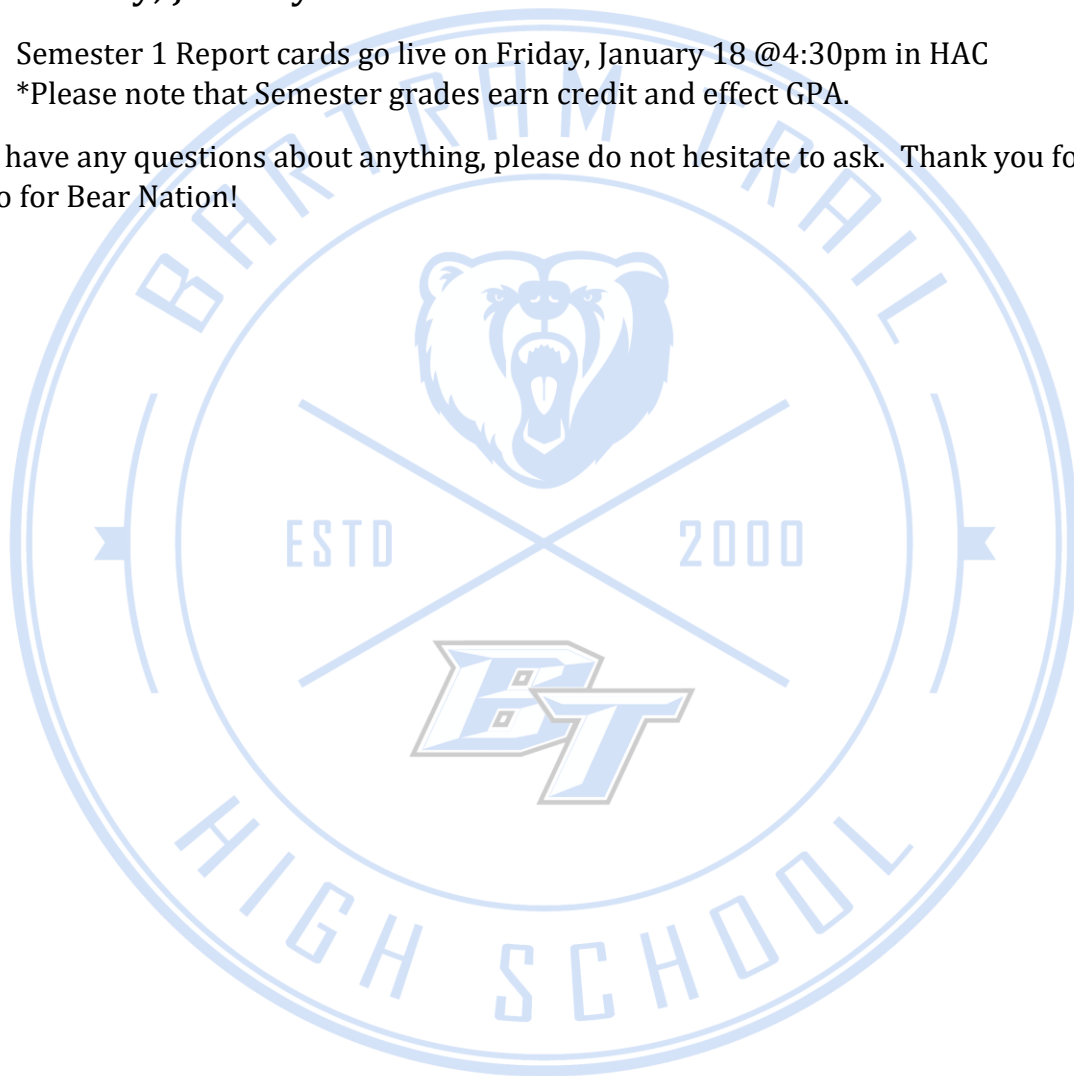 Semester 1 Report cards go live on Friday, January 18 @4:30pm in HAC
*Please note that Semester grades earn credit and effect GPA.
have any questions about anything, please do not hesitate to ask. Thank you
for Bear Nation!
BARTRAM TRAIL
ESTD 2000
BT
HIGH SCHOOL